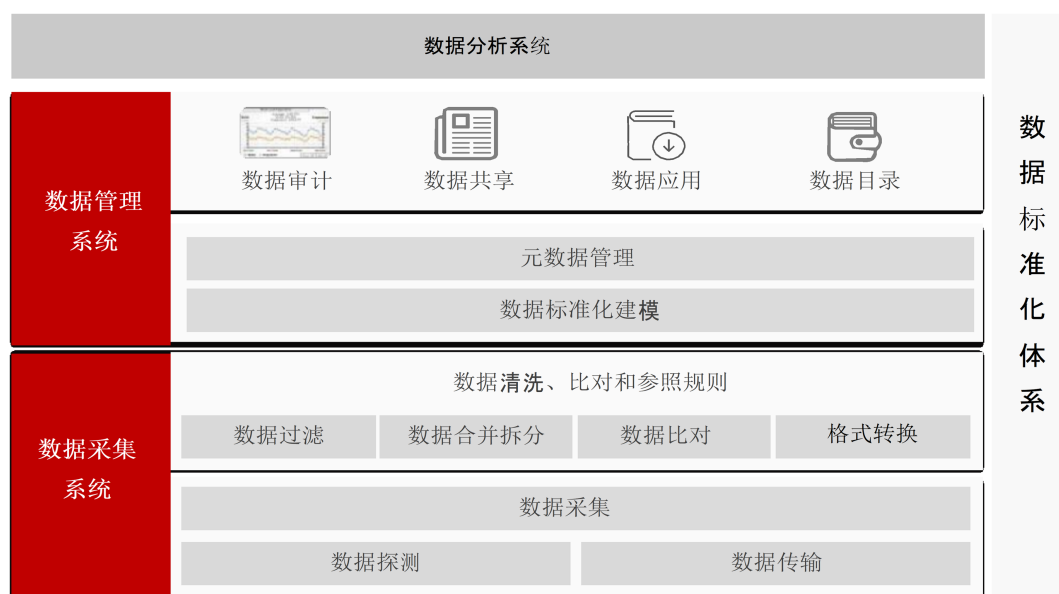 数据分析系统
数据管理
系统
数据审计
数据共享
数据应用
数据目录
元数据管理
数据标准化建模
数据采集
系统
数据清洗、比对和参照规则
数据过滤
数据合并拆分
数据比对
格式转换
数据采集
数据探测
数据传输
数
据
标
准
化
体
系